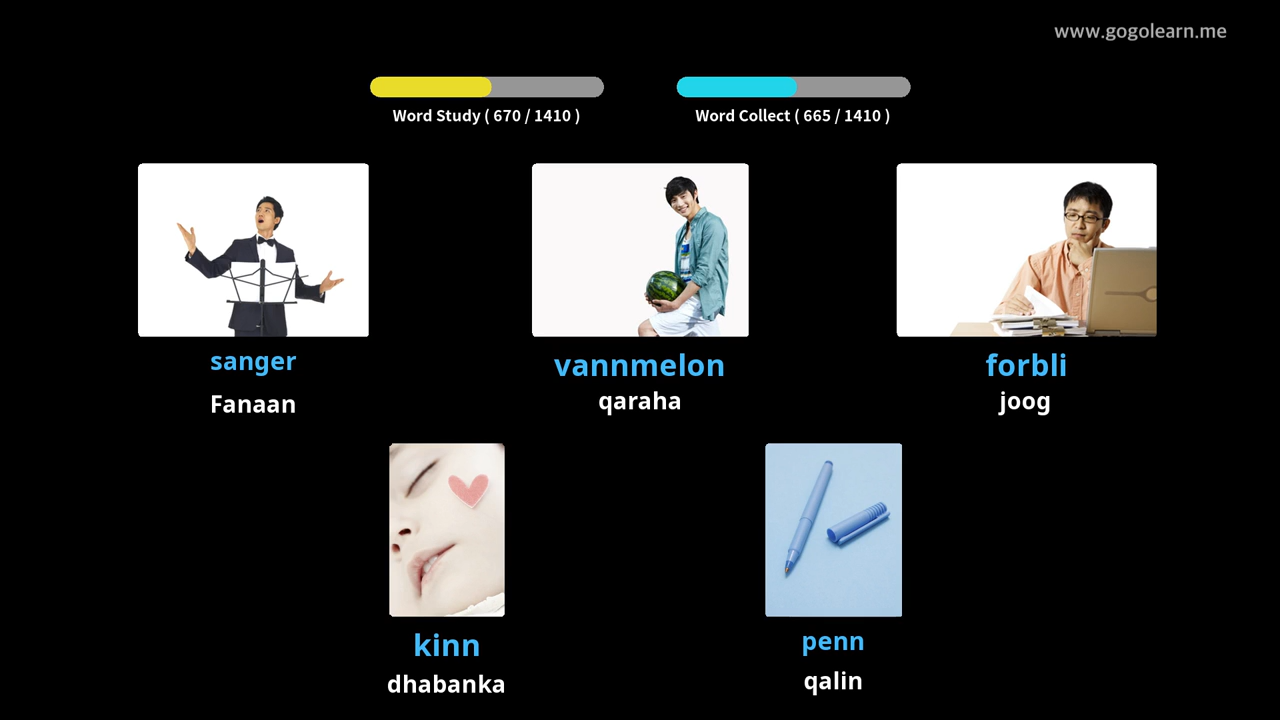 www.gogolearn.me
Word Study ( 670 / 1410 )
Word Collect ( 665 / 1410 )
sanger
Fanaan
vannmelon
qaraha
forbli
joog
kinn
dhabanka
penn
qalin